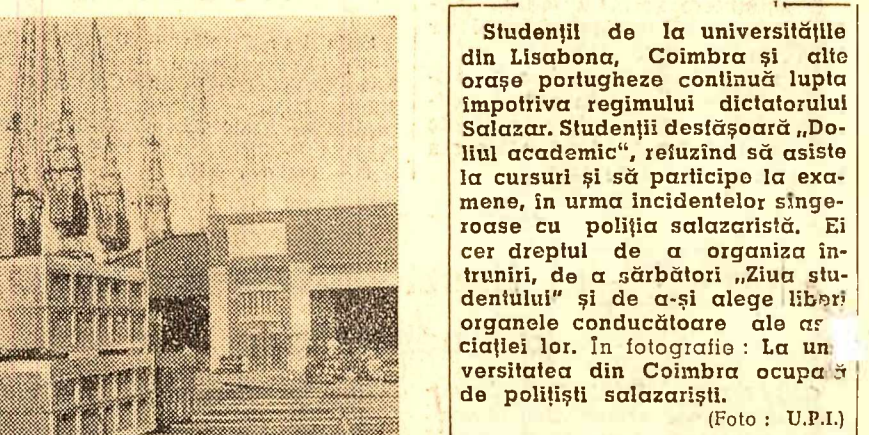 Studenții de la universitățile
din Lisabona, Coimbra și alte
orașe portugheze continuă lupta
împotriva regimului dictatorului
Salazar. Studenții desfășoară „Do-
liul academic“, refuzînd să asiste
la cursuri și să participe la exa-
mene, în urma incidentelor sînge-
roase cu poliția salazaristă. Ei
cer dreptul de a organiza în-
truniri, de a sărbători „Ziua stu-
dentului” și de a-și alege liberi
organele conducătoare ale as
ciației lor. În fotografie : La un
versitatea din Coimbra ocupa ă
de polițiști salazariști.
(Foto : U.P.I.)